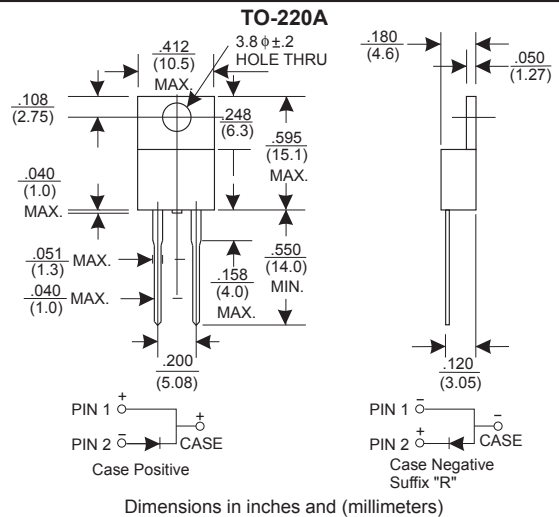 TO-220A
.412
(10.5)
MAX.
3.8 ϕ±.2
HOLE THRU
.108
(2.75)
.248
(6.3)
.595
(15.1)
MAX.
.040
(1.0)
MAX.
.051
(1.3)
MAX.
.040
(1.0)
MAX.
.158
(4.0)
MAX.
.550
(14.0)
MIN.
.200
(5.08)
.180
(4.6)
.050
(1.27)
.120
(3.05)
PIN 1 +
PIN 2 −
+
CASE
Case Positive
PIN 1 −
PIN 2 +
−
CASE
Case Negative
Suffix "R"
Dimensions in inches and (millimeters)